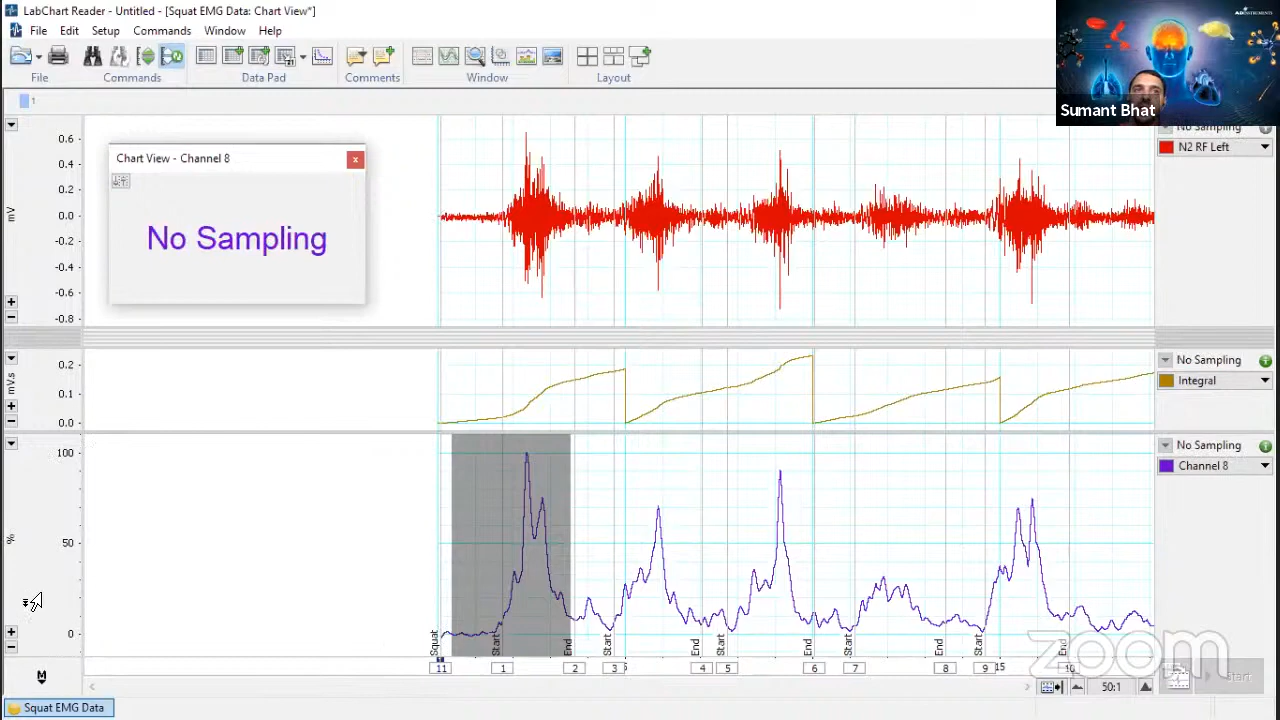 LabChart Reader - Untitled - [Squat EMG Data: Chart View*]
File Edit Setup Commands Window Help
File Commands Data Pad Comments Window Layout
ADINSTRUMENTS
Sumant Bhat
1
Chart View - Channel 8
x
No Sampling
mV
0.6
0.4
0.2
0.0
-0.2
-0.4
-0.6
-0.8
No Sampling
N2 RF Left
mV.s
0.2
0.1
0.0
No Sampling
Integral
%
100
50
0
No Sampling
Channel 8
Squat Start End Start End Start End Start End Start End
11 1 2 3 4 5 6 7 8 9 15 10
M
50:1
Start
zoom
Squat EMG Data